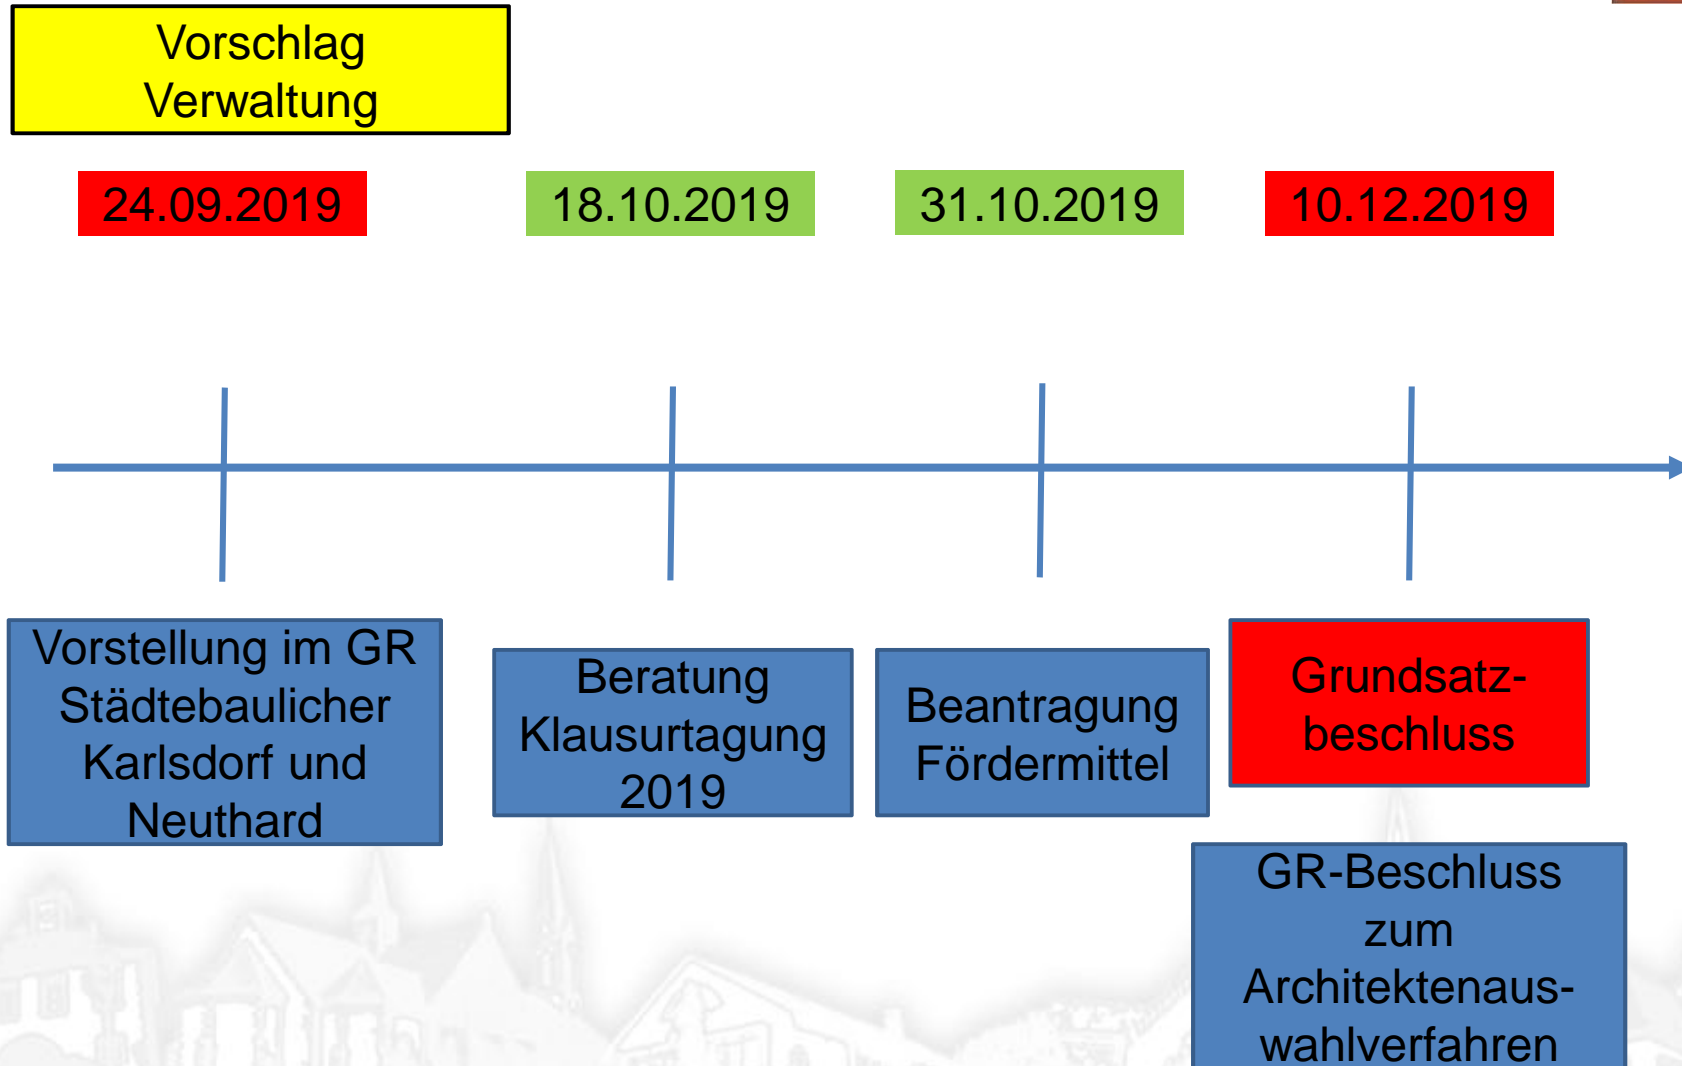 Vorschlag
Verwaltung
24.09.2019
18.10.2019
31.10.2019
10.12.2019
Vorstellung im GR
Städtebaulicher
Karlsdorf und
Neuthard
Beratung
Klausurtagung
2019
Beantragung
Fördermittel
Grundsatz-
beschluss
GR-Beschluss
zum
Architektenaus-
wahlverfahren